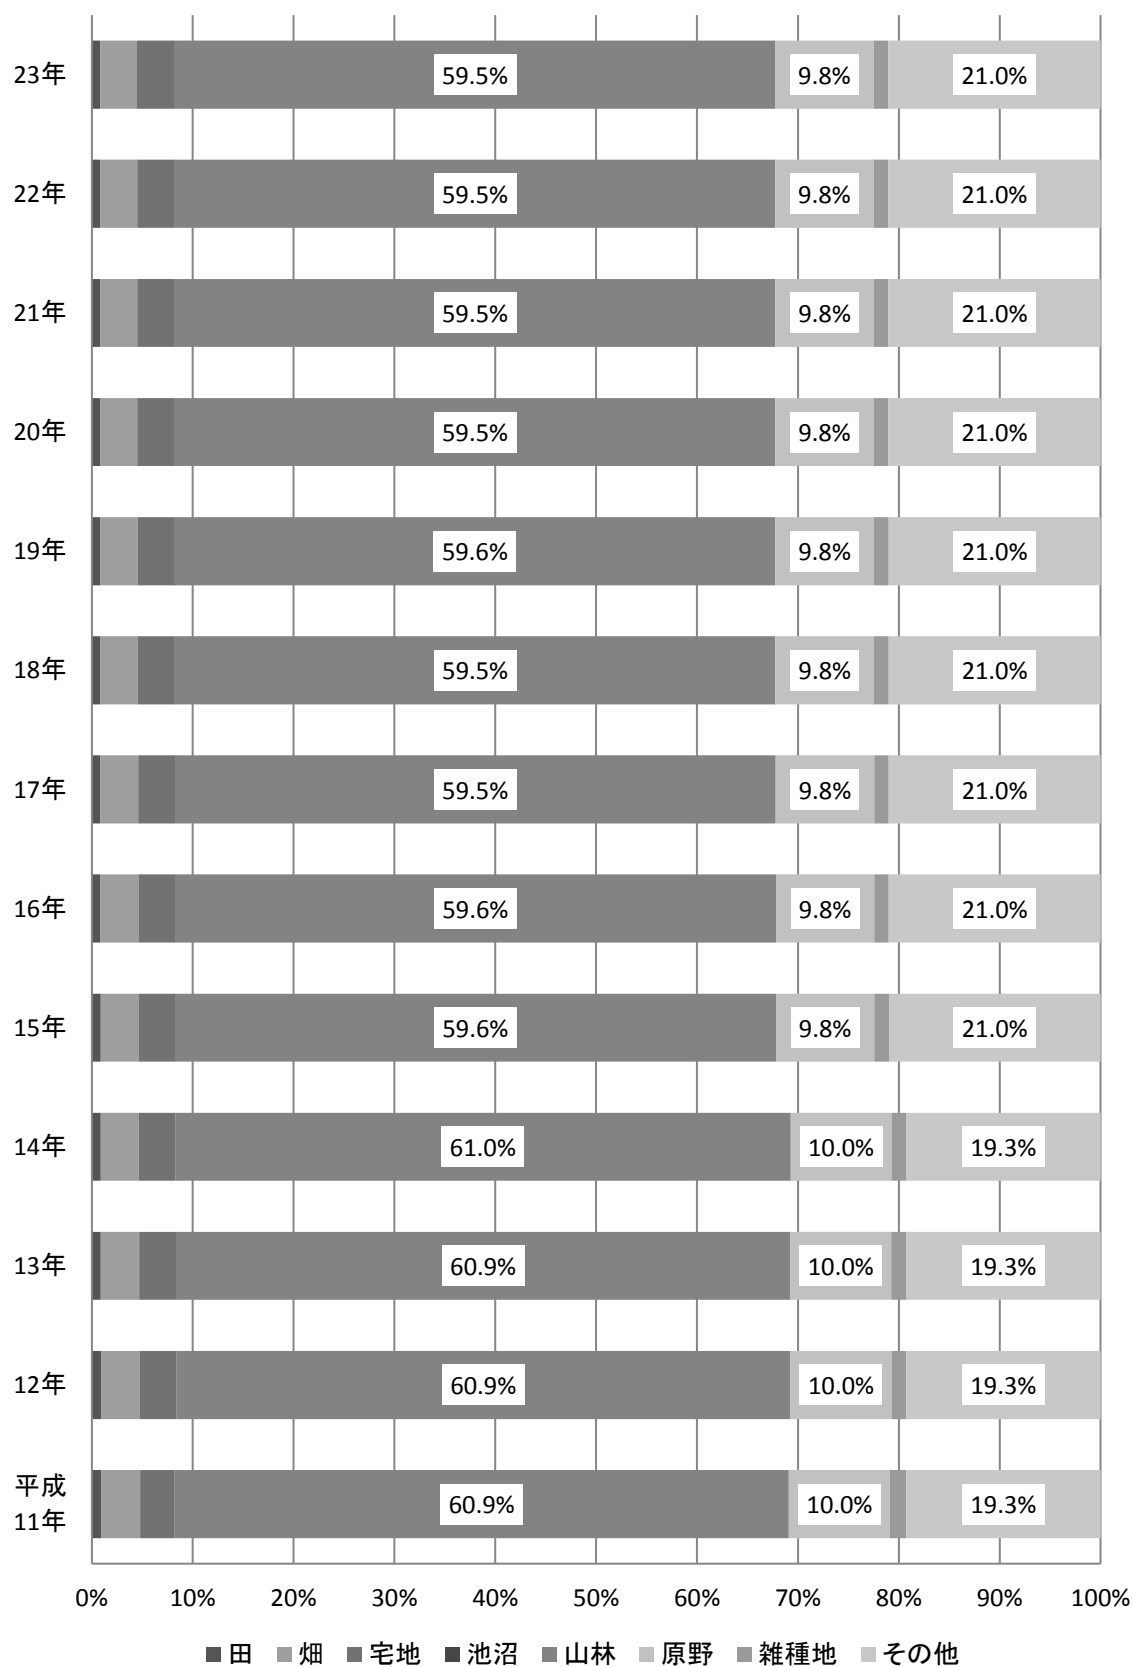 23年 59.5% 9.8% 21.0%
22年 59.5% 9.8% 21.0%
21年 59.5% 9.8% 21.0%
20年 59.5% 9.8% 21.0%
19年 59.6% 9.8% 21.0%
18年 59.5% 9.8% 21.0%
17年 59.5% 9.8% 21.0%
16年 59.6% 9.8% 21.0%
15年 59.6% 9.8% 21.0%
14年 61.0% 10.0% 19.3%
13年 60.9% 10.0% 19.3%
12年 60.9% 10.0% 19.3%
平成
11年 60.9% 10.0% 19.3%
0% 10% 20% 30% 40% 50% 60% 70% 80% 90% 100%
田 畑 宅地 池沼 山林 原野 雑種地 その他